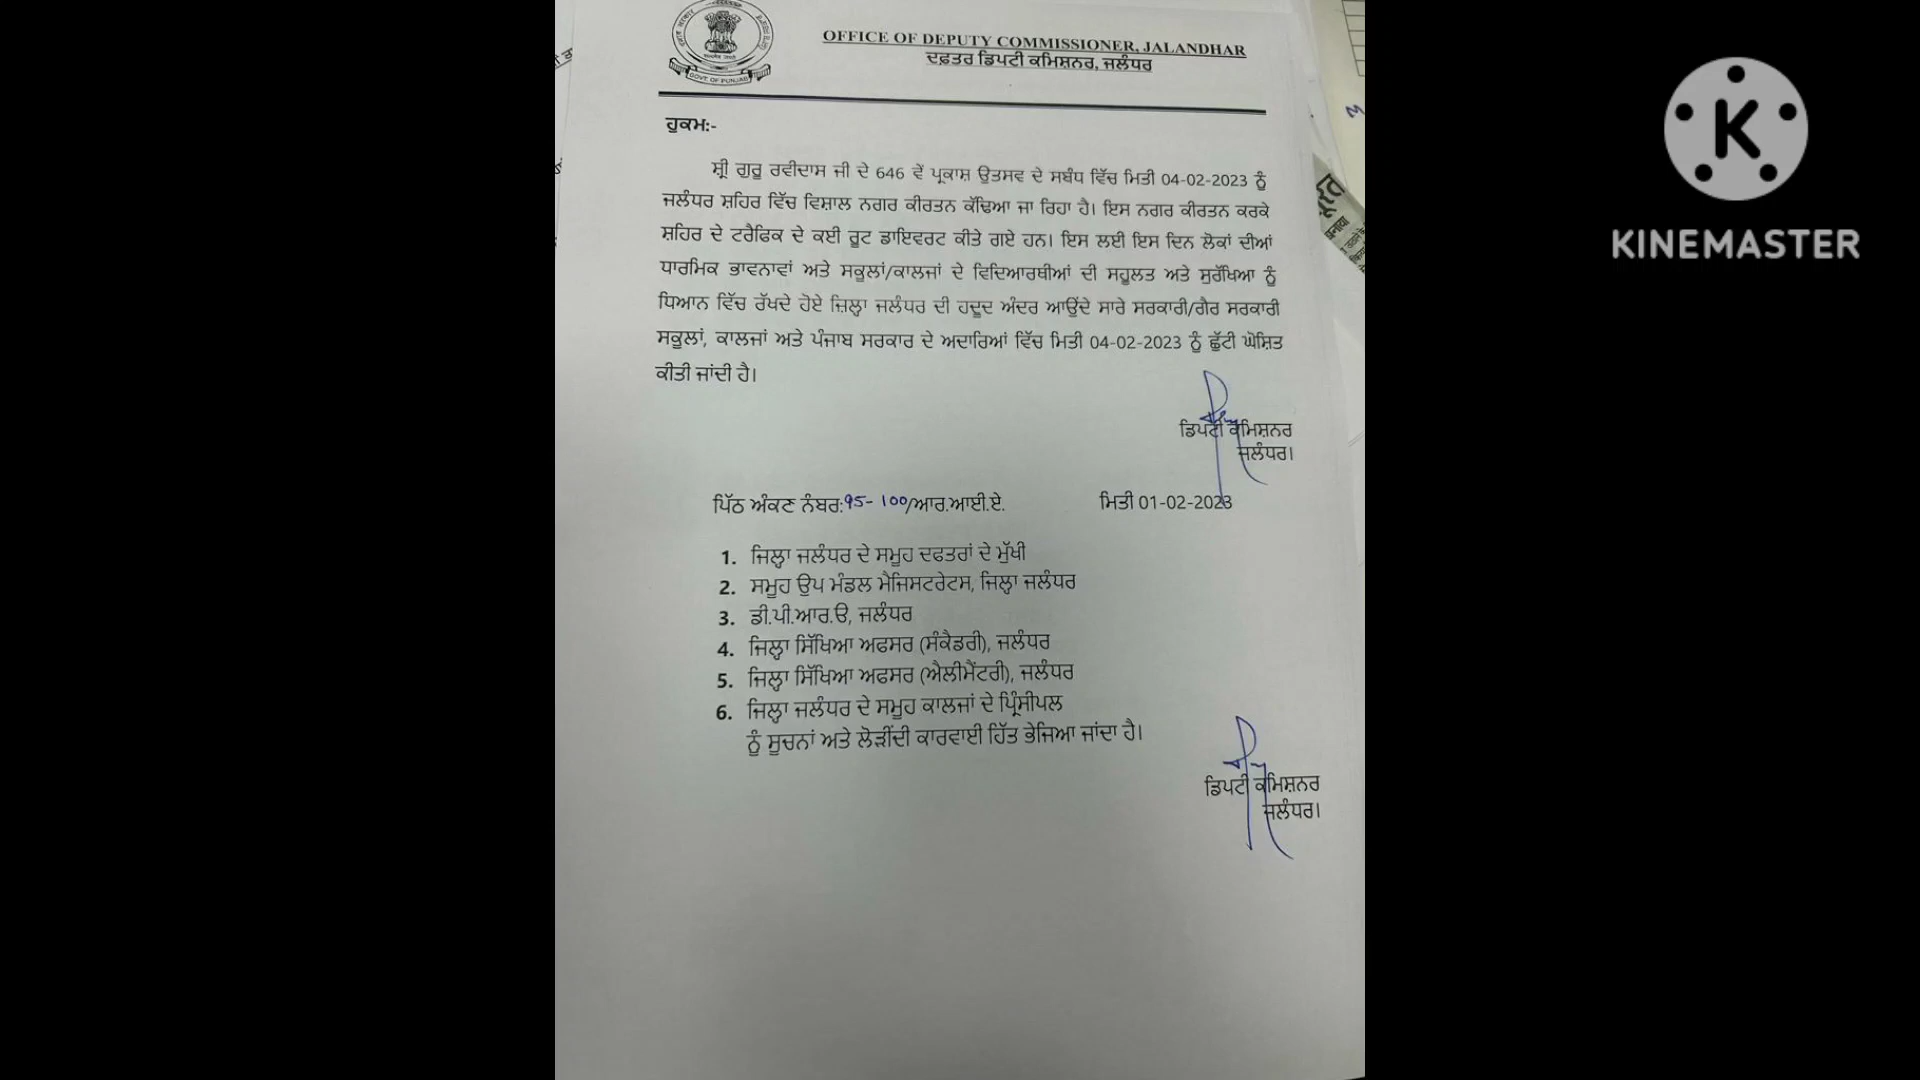 OFFICE OF DEPUTY COMMISSIONER, JALANDHAR
ਦਫ਼ਤਰ ਡਿਪਟੀ ਕਮਿਸ਼ਨਰ, ਜਲੰਧਰ
GOVT. OF PUNJAB
ਹੁਕਮ:-
ਸ਼੍ਰੀ ਗੁਰੂ ਰਵੀਦਾਸ ਜੀ ਦੇ 646 ਵੇਂ ਪ੍ਰਕਾਸ਼ ਉਤਸਵ ਦੇ ਸਬੰਧ ਵਿੱਚ ਮਿਤੀ 04-02-2023 ਨੂੰ
ਜਲੰਧਰ ਸ਼ਹਿਰ ਵਿੱਚ ਵਿਸ਼ਾਲ ਨਗਰ ਕੀਰਤਨ ਕੱਢਿਆ ਜਾ ਰਿਹਾ ਹੈ। ਇਸ ਨਗਰ ਕੀਰਤਨ ਕਰਕੇ
ਸ਼ਹਿਰ ਦੇ ਟਰੈਫਿਕ ਦੇ ਕਈ ਰੂਟ ਡਾਇਵਰਟ ਕੀਤੇ ਗਏ ਹਨ। ਇਸ ਲਈ ਇਸ ਦਿਨ ਲੋਕਾਂ ਦੀਆਂ
ਧਾਰਮਿਕ ਭਾਵਨਾਵਾਂ ਅਤੇ ਸਕੂਲਾਂ/ਕਾਲਜਾਂ ਦੇ ਵਿਦਿਆਰਥੀਆਂ ਦੀ ਸਹੂਲਤ ਅਤੇ ਸੁਰੱਖਿਆ ਨੂੰ
ਧਿਆਨ ਵਿੱਚ ਰੱਖਦੇ ਹੋਏ ਜ਼ਿਲ੍ਹਾ ਜਲੰਧਰ ਦੀ ਹਦੂਦ ਅੰਦਰ ਆਉਂਦੇ ਸਾਰੇ ਸਰਕਾਰੀ/ਗੈਰ ਸਰਕਾਰੀ
ਸਕੂਲਾਂ, ਕਾਲਜਾਂ ਅਤੇ ਪੰਜਾਬ ਸਰਕਾਰ ਦੇ ਅਦਾਰਿਆਂ ਵਿੱਚ ਮਿਤੀ 04-02-2023 ਨੂੰ ਛੁੱਟੀ ਘੋਸ਼ਿਤ
ਕੀਤੀ ਜਾਂਦੀ ਹੈ।
ਡਿਪਟੀ ਕਮਿਸ਼ਨਰ
ਜਲੰਧਰ।
ਪਿੱਠ ਅੰਕਣ ਨੰਬਰ:95-100/ਆਰ.ਆਈ.ਏ. ਮਿਤੀ 01-02-2023
1. ਜਿਲ੍ਹਾ ਜਲੰਧਰ ਦੇ ਸਮੂਹ ਦਫਤਰਾਂ ਦੇ ਮੁੱਖੀ
2. ਸਮੂਹ ਉਪ ਮੰਡਲ ਮੈਜਿਸਟਰੇਟਸ, ਜਿਲ੍ਹਾ ਜਲੰਧਰ
3. ਡੀ.ਪੀ.ਆਰ.ਓ, ਜਲੰਧਰ
4. ਜਿਲ੍ਹਾ ਸਿੱਖਿਆ ਅਫਸਰ (ਸੰਕੈਡਰੀ), ਜਲੰਧਰ
5. ਜਿਲ੍ਹਾ ਸਿੱਖਿਆ ਅਫਸਰ (ਐਲੀਮੈਂਟਰੀ), ਜਲੰਧਰ
6. ਜਿਲ੍ਹਾ ਜਲੰਧਰ ਦੇ ਸਮੂਹ ਕਾਲਜਾਂ ਦੇ ਪ੍ਰਿੰਸੀਪਲ
ਨੂੰ ਸੂਚਨਾਂ ਅਤੇ ਲੋੜੀਂਦੀ ਕਾਰਵਾਈ ਹਿੱਤ ਭੇਜਿਆ ਜਾਂਦਾ ਹੈ।
ਡਿਪਟੀ ਕਮਿਸ਼ਨਰ
ਜਲੰਧਰ।
K
KINEMASTER